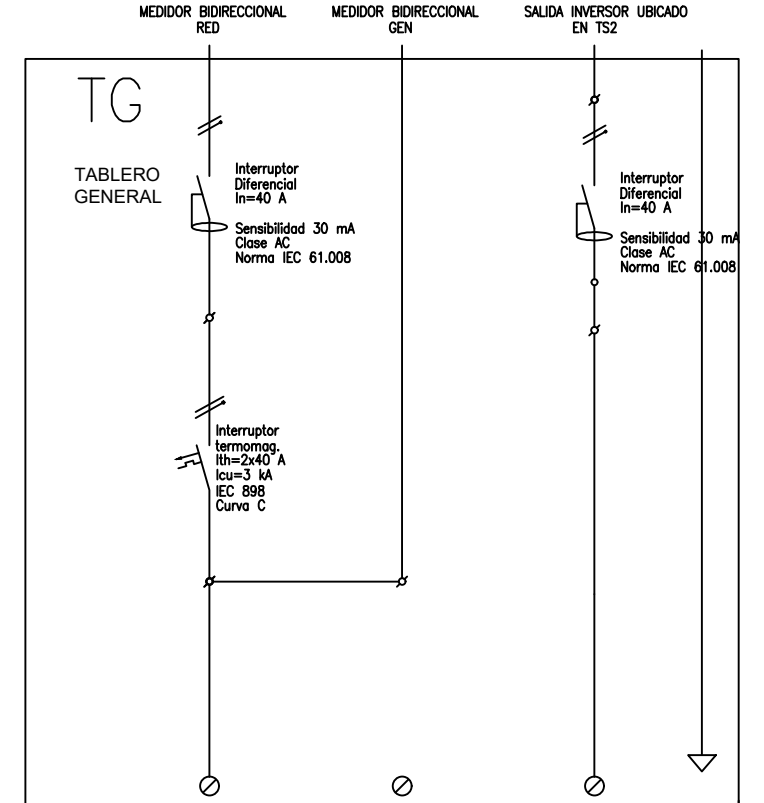 MEDIDOR BIDIRECCIONAL
RED
MEDIDOR BIDIRECCIONAL
GEN
SALIDA INVERSOR UBICADO
EN TS2
TG
TABLERO
GENERAL
Interruptor
Diferencial
In=40 A
Sensibilidad 30 mA
Clase AC
Norma IEC 61.008
Interruptor
Diferencial
In=40 A
Sensibilidad 30 mA
Clase AC
Norma IEC 61.008
Interruptor
termomag.
Ith=2x40 A
Icu=3 kA
IEC 898
Curva C